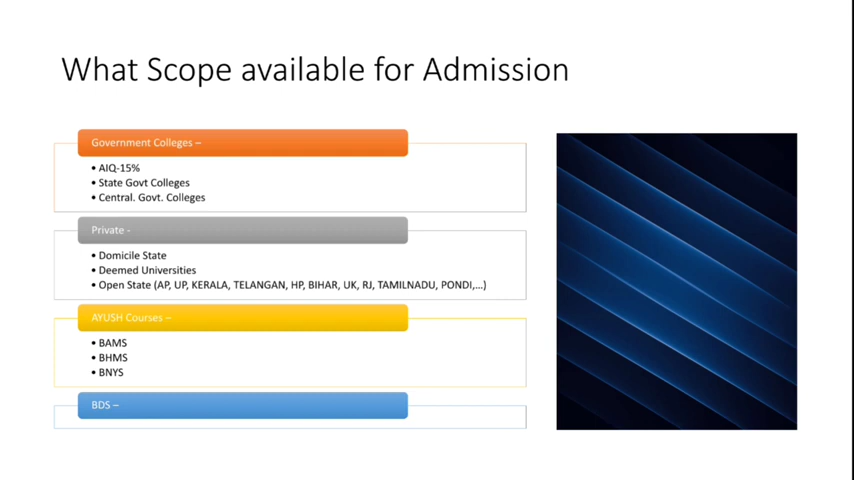 What Scope available for Admission
Government Colleges –
• AIQ-15%
• State Govt Colleges
• Central. Govt. Colleges
Private -
• Domicile State
• Deemed Universities
• Open State (AP, UP, KERALA, TELANGAN, HP, BIHAR, UK, RJ, TAMILNADU, PONDI,...)
AYUSH Courses –
• BAMS
• BHMS
• BNYS
BDS –